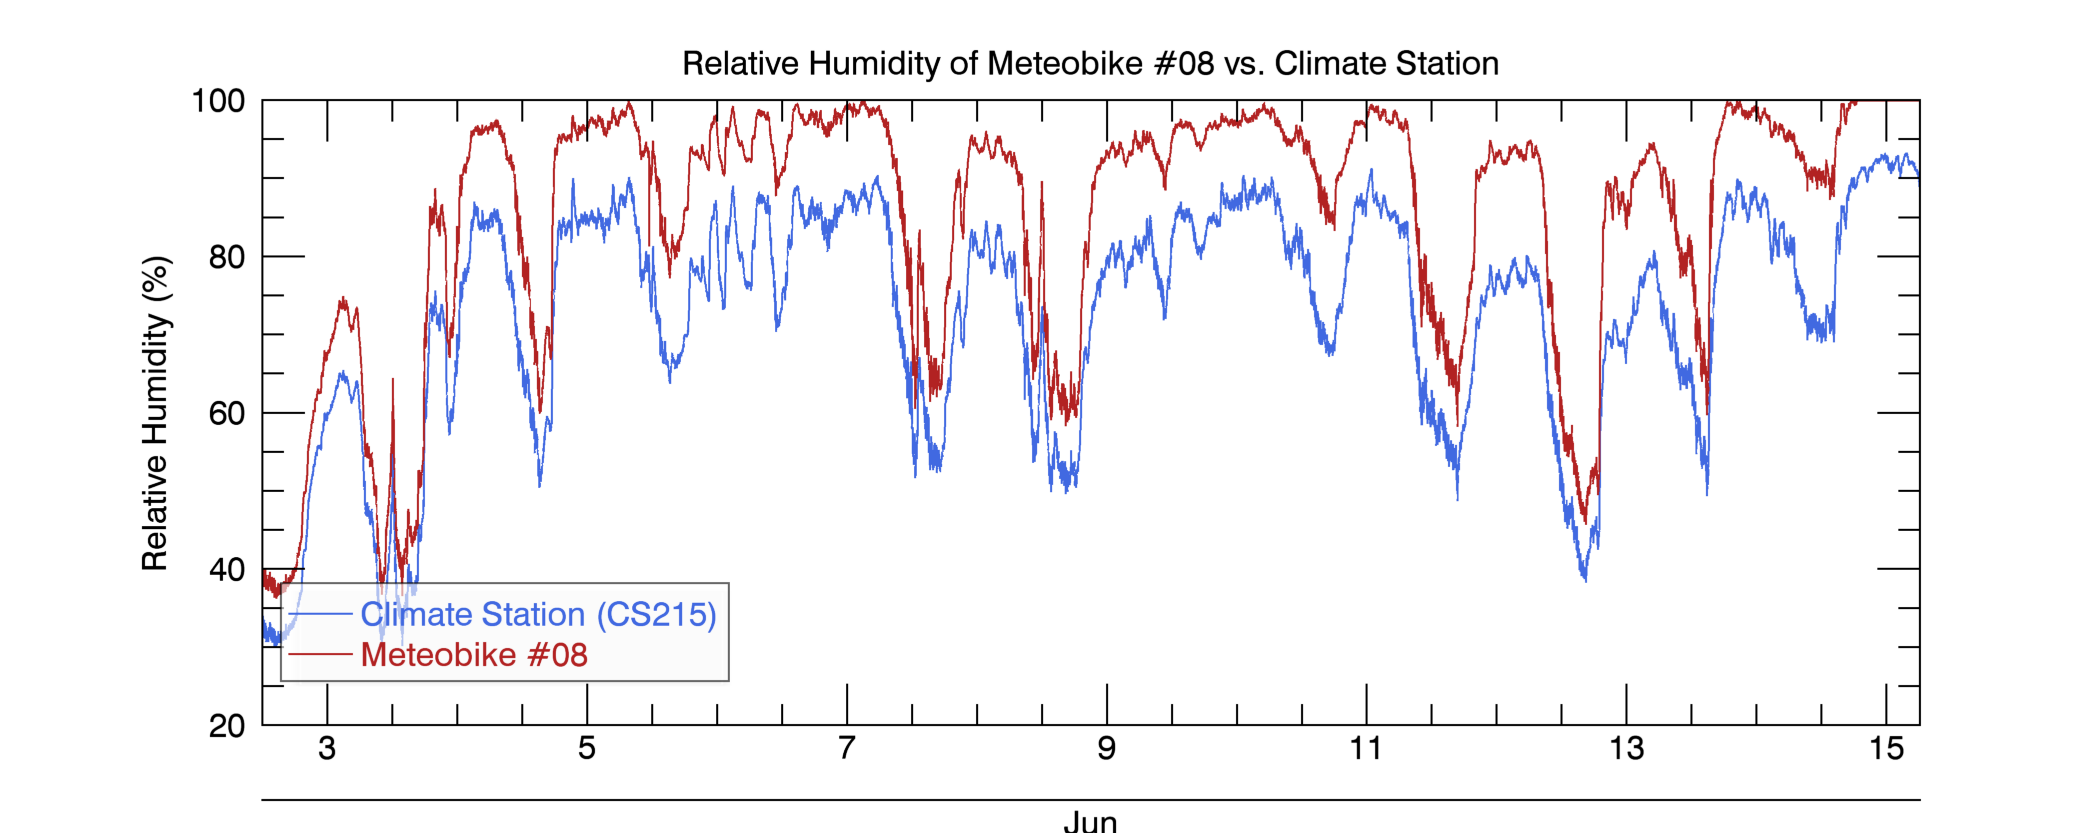 Relative Humidity of Meteobike #08 vs. Climate Station
Relative Humidity (%)
100
80
60
40
20
Climate Station (CS215)
Meteobike #08
3 5 7 9 11 13 15
Jun